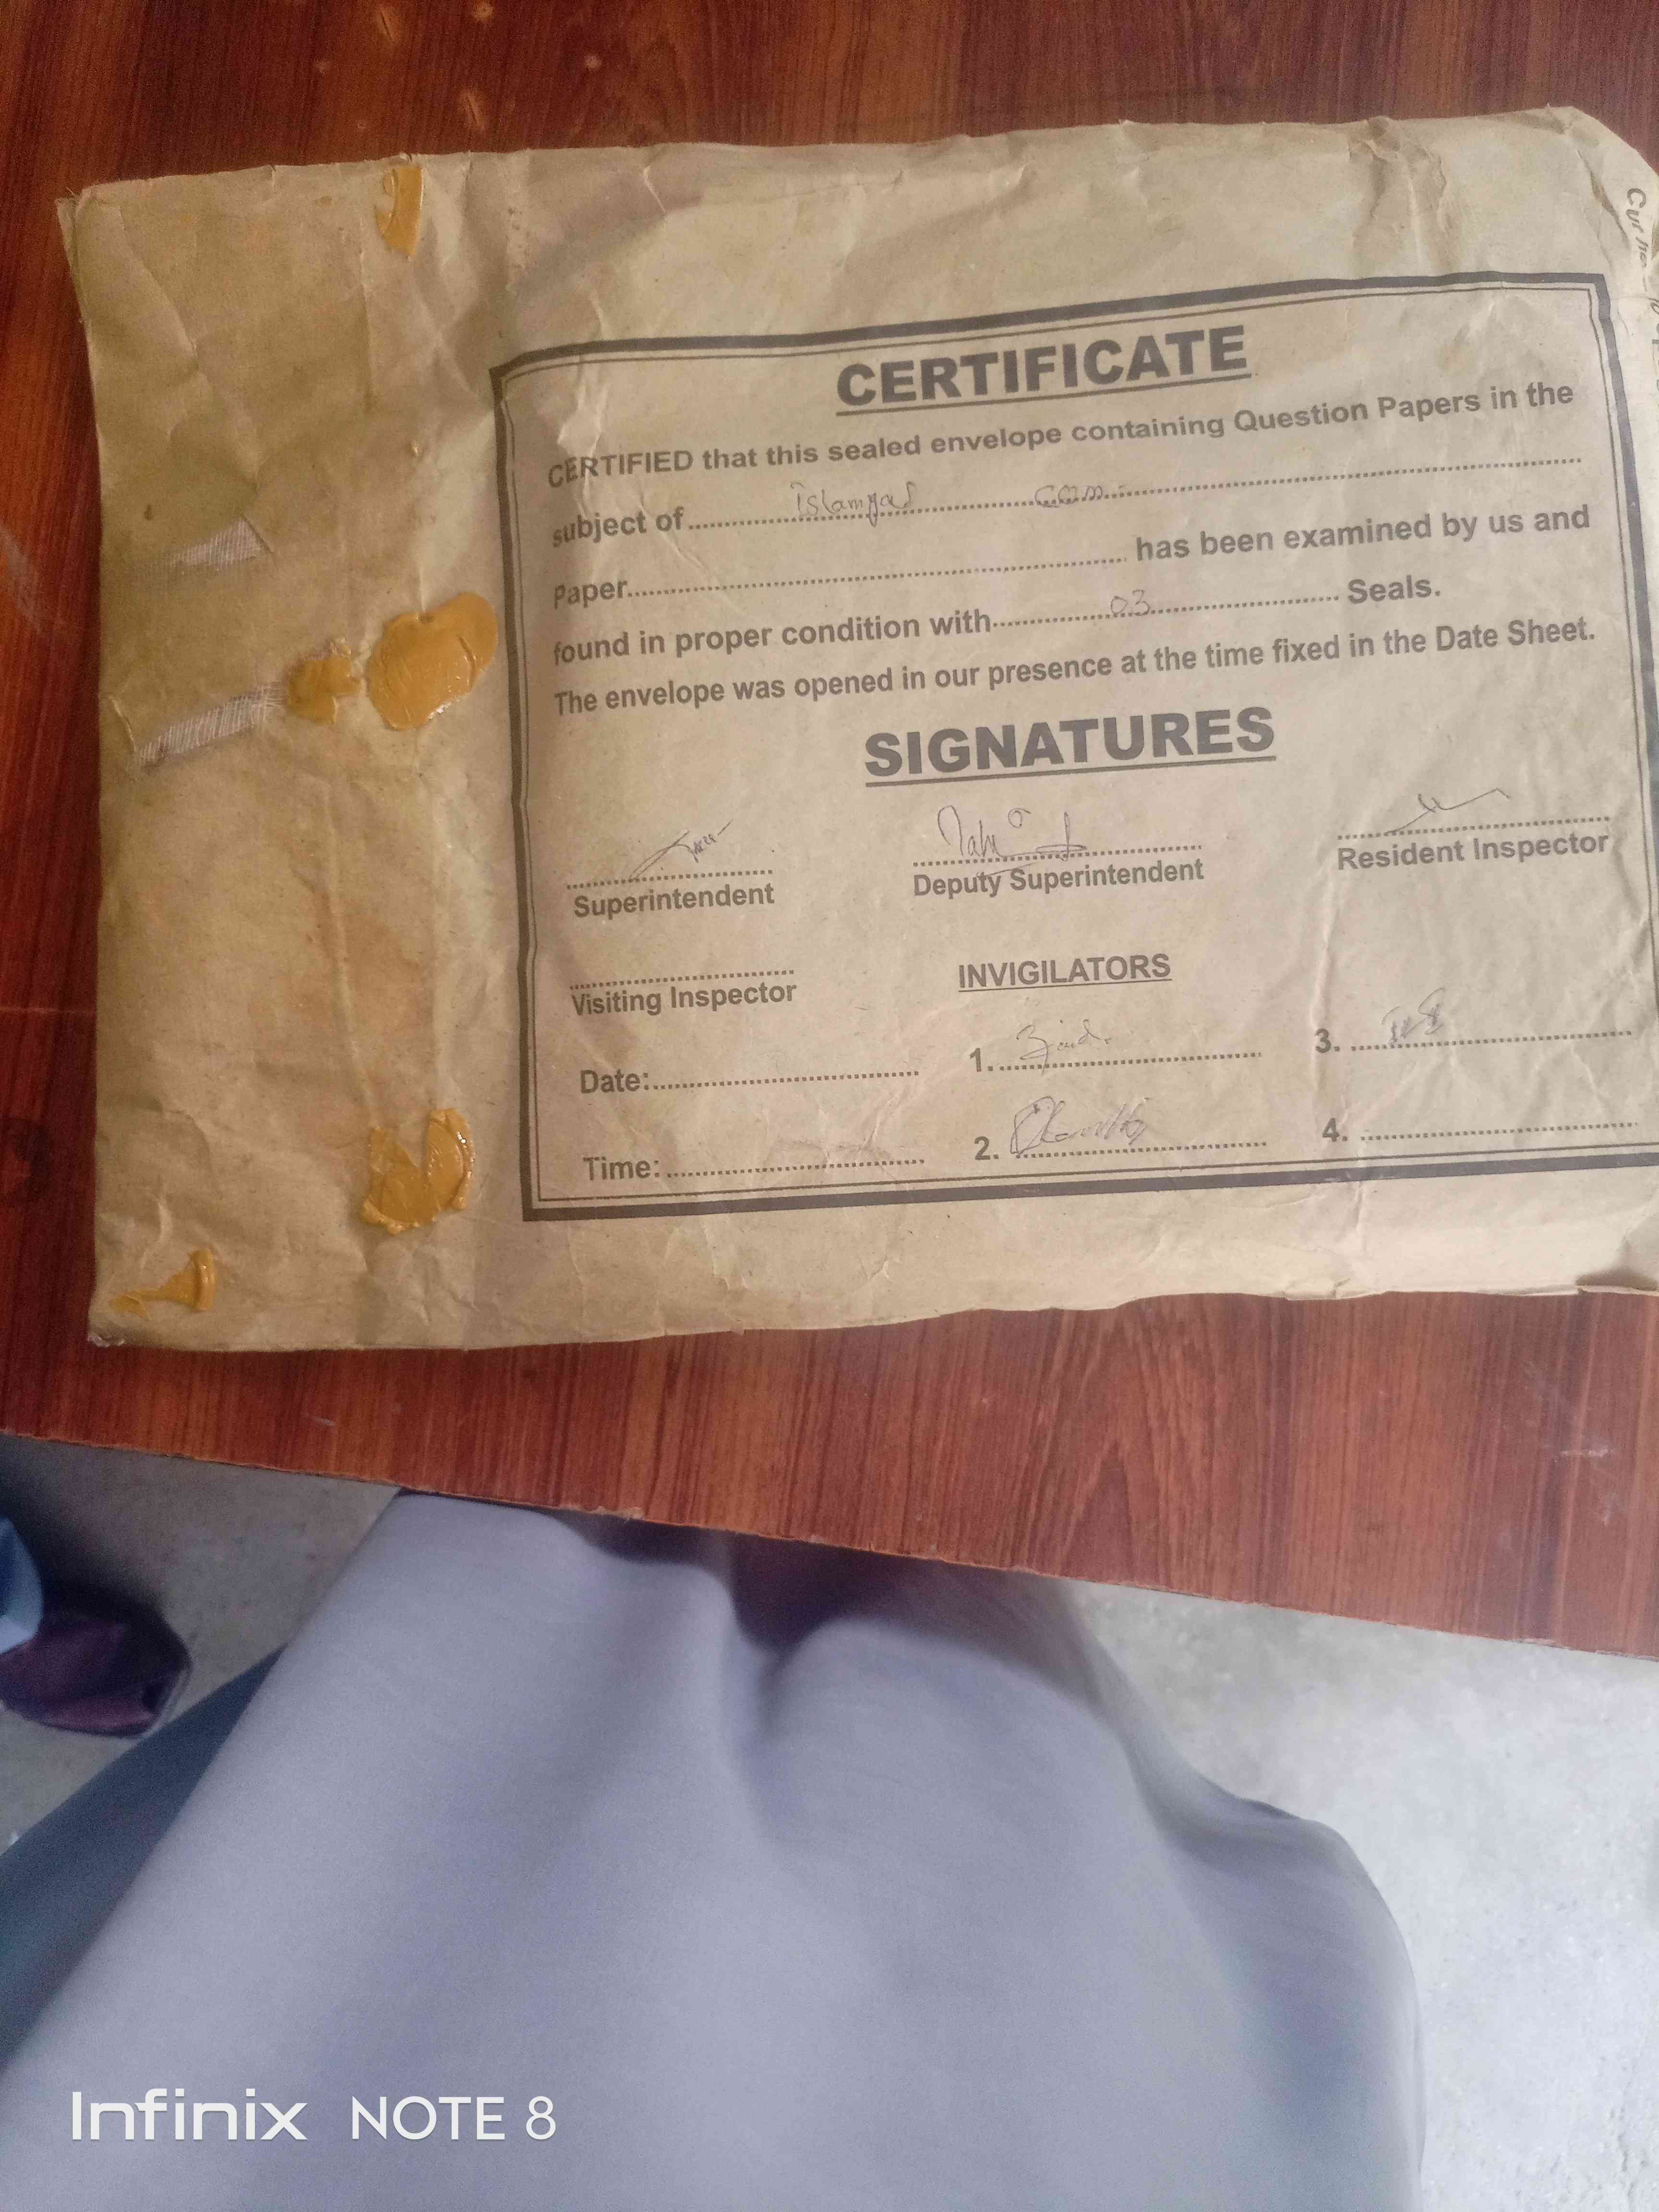 CERTIFICATE
CERTIFIED that this sealed envelope containing Question Papers in the
subject of........ Islamyat ........ Com ........
Paper........ has been examined by us and
found in proper condition with........ 03 ........ Seals.
The envelope was opened in our presence at the time fixed in the Date Sheet.
SIGNATURES
Superintendent
Deputy Superintendent
Resident Inspector
Visiting Inspector
INVIGILATORS
Date:........
1. ........
3. ........
Time:........
2. ........
4. ........
Infinix NOTE 8